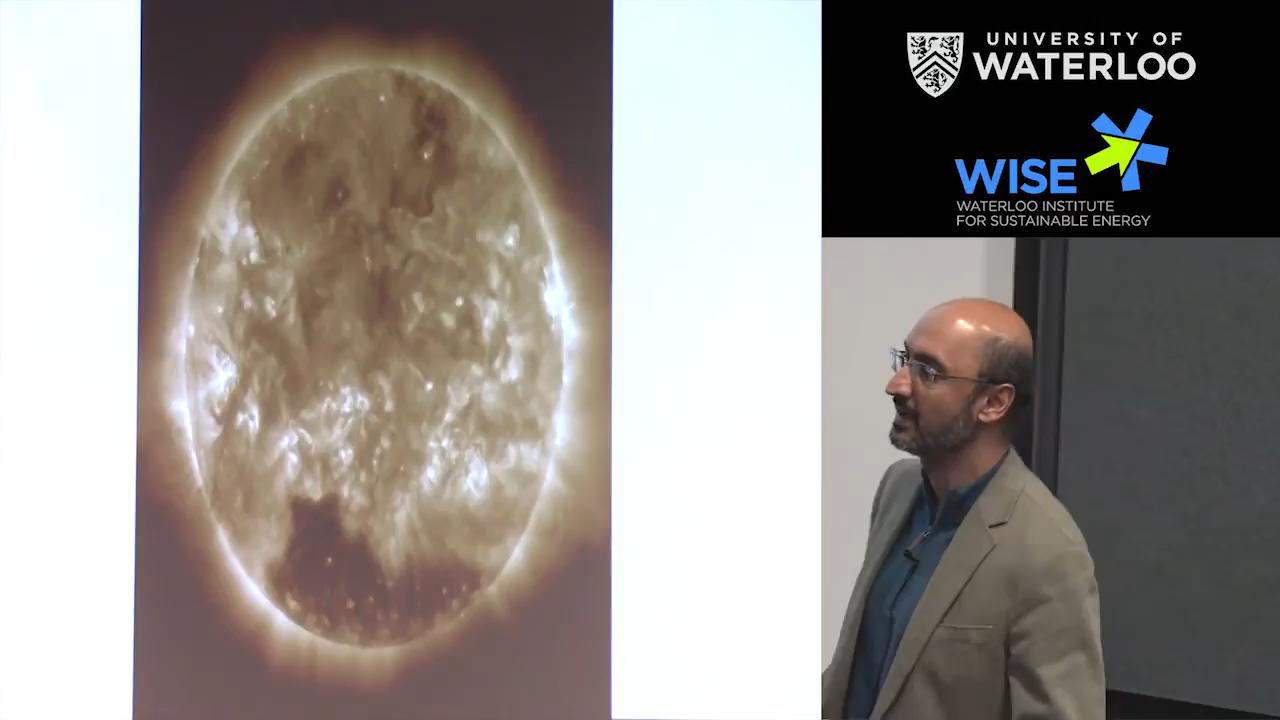 UNIVERSITY OF
WATERLOO
WISE
WATERLOO INSTITUTE
FOR SUSTAINABLE ENERGY